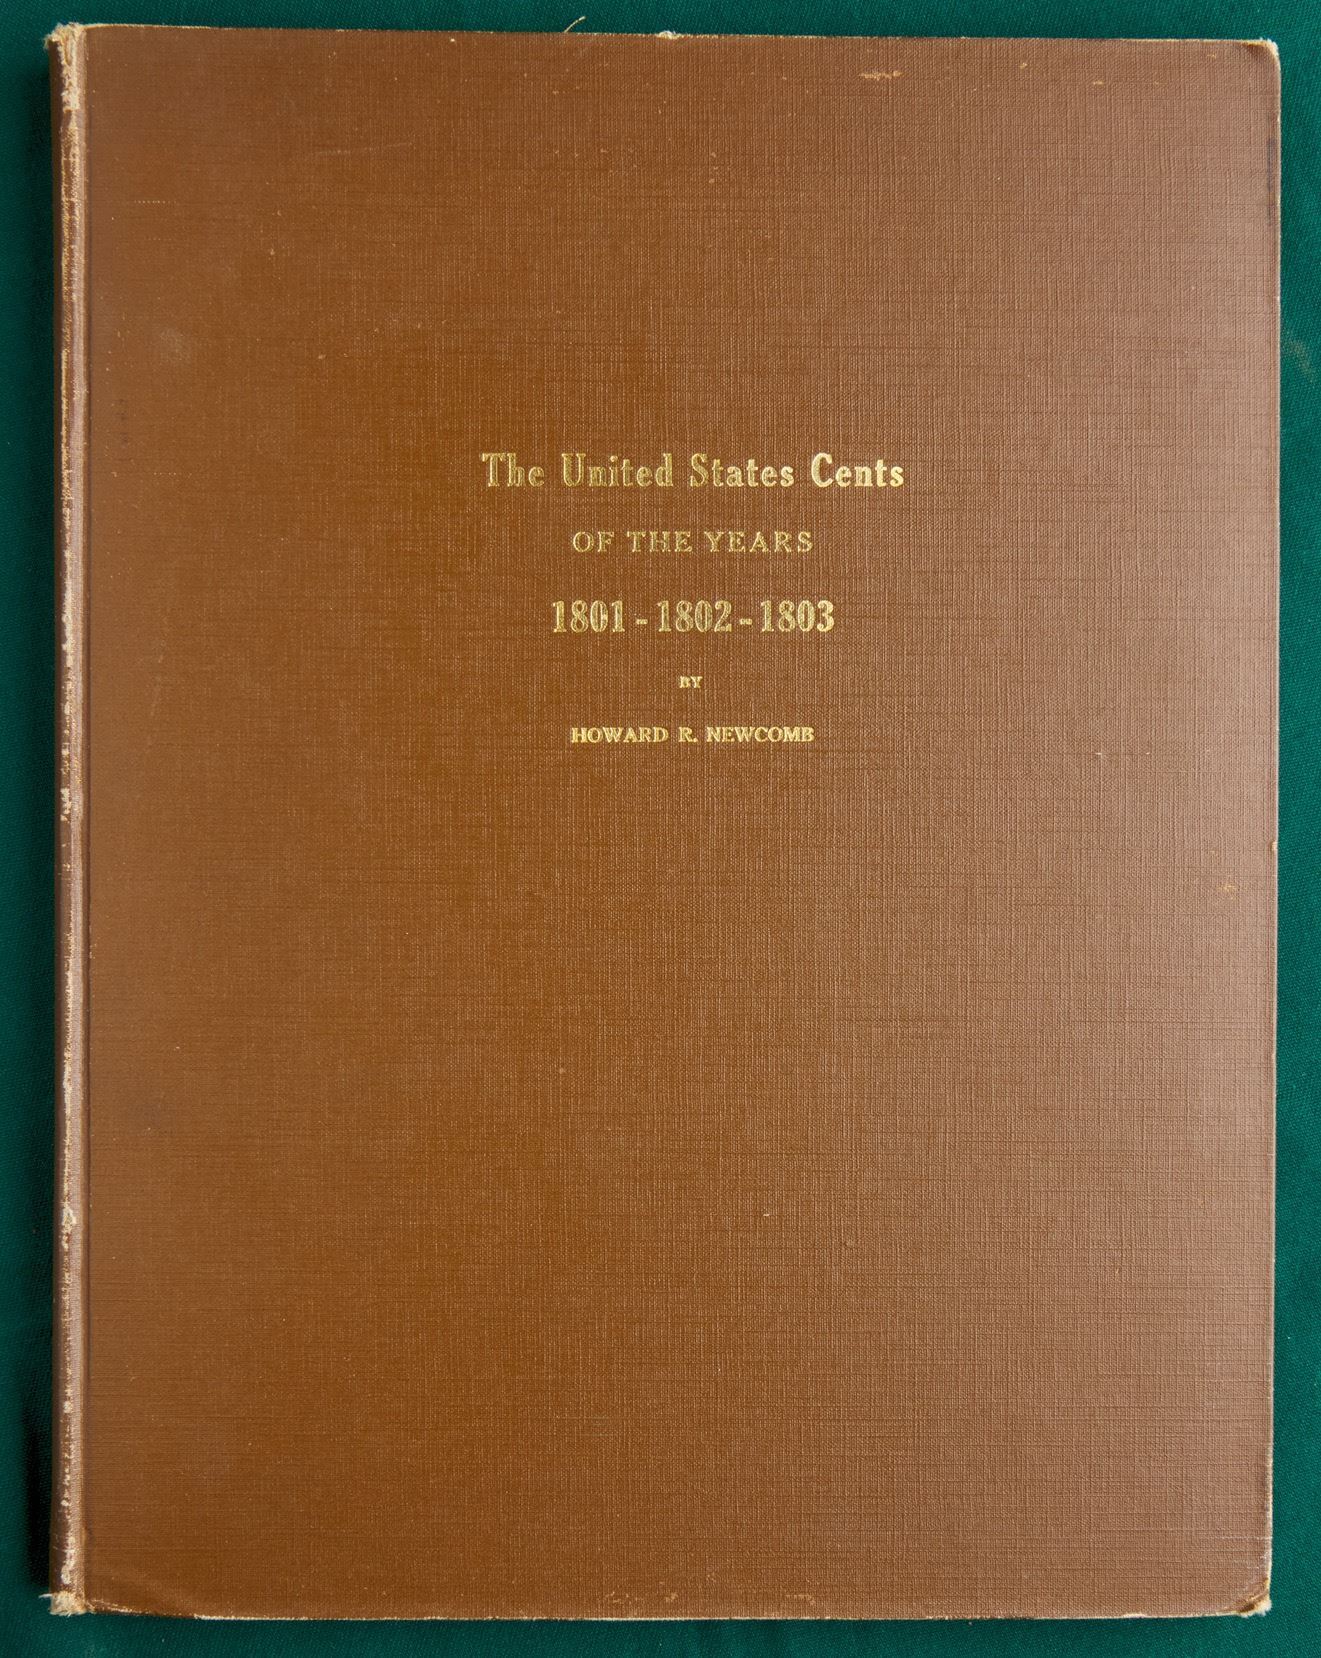 The United States Cents
OF THE YEARS
1801 - 1802 - 1803
BY
HOWARD R. NEWCOMB